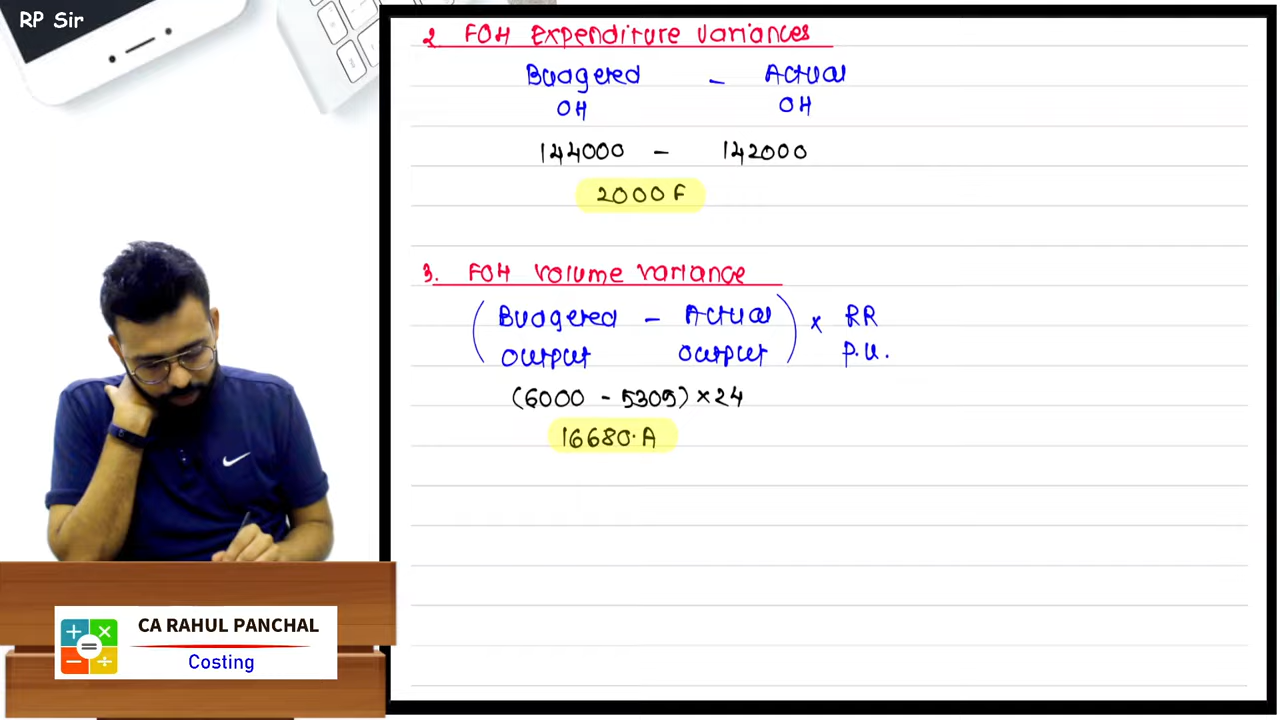 RP Sir
2. FOH Expenditure Variances
Budgeted - Actual
OH OH
144000 - 142000
2000 F
3. FOH Volume Variance
(Budgeted - Actual) × RR
Output Output P.U.
(6000 - 5305) × 24
16680. A
CA RAHUL PANCHAL
Costing